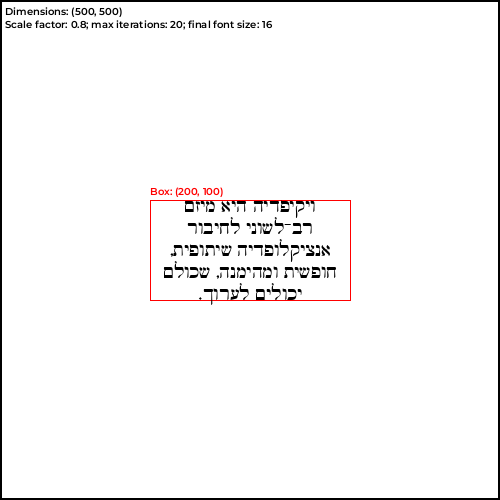 Dimensions: (500, 500)
Scale factor: 0.8; max iterations: 20; final font size: 16
Box: (200, 100)
ויקיפדיה היא מיזם
רב־לשוני לחיבור
אנציקלופדיה שיתופית,
חופשית ומהימנה, שכולם
יכולים לערוך.